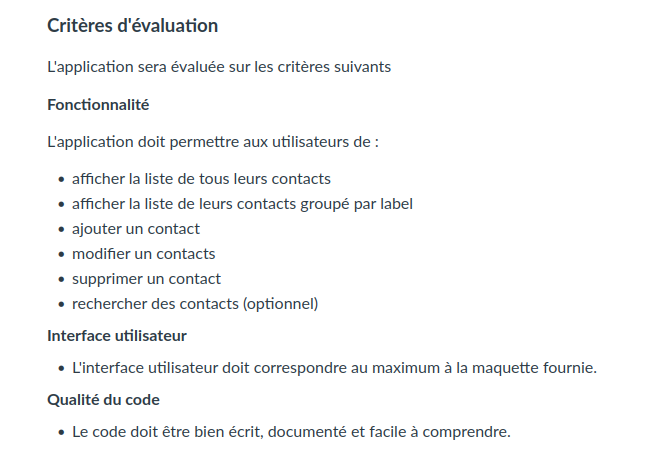 Critères d'évaluation
L'application sera évaluée sur les critères suivants
Fonctionnalité
L'application doit permettre aux utilisateurs de :
• afficher la liste de tous leurs contacts
• afficher la liste de leurs contacts groupé par label
• ajouter un contact
• modifier un contacts
• supprimer un contact
• rechercher des contacts (optionnel)
Interface utilisateur
• L'interface utilisateur doit correspondre au maximum à la maquette fournie.
Qualité du code
• Le code doit être bien écrit, documenté et facile à comprendre.